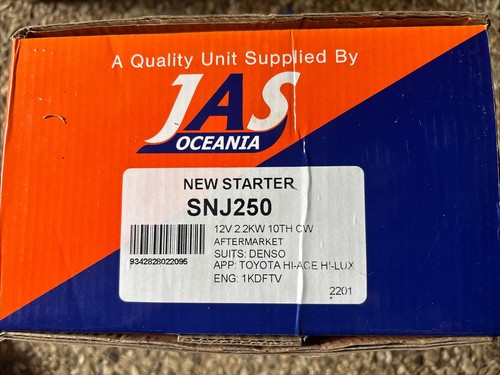 A Quality Unit Supplied By
JAS
OCEANIA
NEW STARTER
SNJ250
12V 2.2KW 10TH CW
AFTERMARKET
SUITS: DENSO
APP: TOYOTA HI-ACE HI-LUX
ENG: 1KDFTV
9342828022095
2201